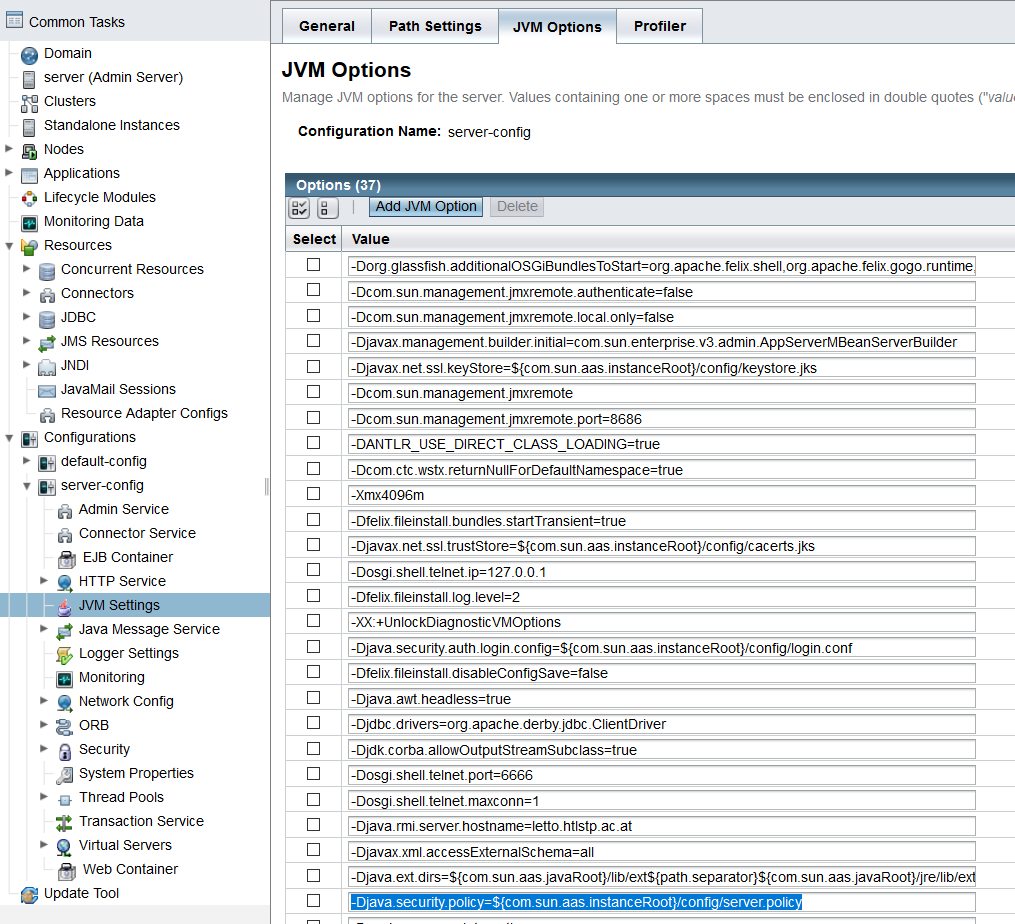 Common Tasks
Domain
server (Admin Server)
Clusters
Standalone Instances
Nodes
Applications
Lifecycle Modules
Monitoring Data
Resources
Concurrent Resources
Connectors
JDBC
JMS Resources
JNDI
JavaMail Sessions
Resource Adapter Configs
Configurations
default-config
server-config
Admin Service
Connector Service
EJB Container
HTTP Service
JVM Settings
Java Message Service
Logger Settings
Monitoring
Network Config
ORB
Security
System Properties
Thread Pools
Transaction Service
Virtual Servers
Web Container
Update Tool
General Path Settings JVM Options Profiler
JVM Options
Manage JVM options for the server. Values containing one or more spaces must be enclosed in double quotes ("valu
Configuration Name: server-config
Options (37)
Add JVM Option Delete
Select Value
-Dorg.glassfish.additionalOSGiBundlesToStart=org.apache.felix.shell,org.apache.felix.gogo.runtime,
-Dcom.sun.management.jmxremote.authenticate=false
-Dcom.sun.management.jmxremote.local.only=false
-Djavax.management.builder.initial=com.sun.enterprise.v3.admin.AppServerMBeanServerBuilder
-Djavax.net.ssl.keyStore=${com.sun.aas.instanceRoot}/config/keystore.jks
-Dcom.sun.management.jmxremote
-Dcom.sun.management.jmxremote.port=8686
-DANTLR_USE_DIRECT_CLASS_LOADING=true
-Dcom.ctc.wstx.returnNullForDefaultNamespace=true
-Xmx4096m
-Dfelix.fileinstall.bundles.startTransient=true
-Djavax.net.ssl.trustStore=${com.sun.aas.instanceRoot}/config/cacerts.jks
-Dosgi.shell.telnet.ip=127.0.0.1
-Dfelix.fileinstall.log.level=2
-XX:+UnlockDiagnosticVMOptions
-Djava.security.auth.login.config=${com.sun.aas.instanceRoot}/config/login.conf
-Dfelix.fileinstall.disableConfigSave=false
-Djava.awt.headless=true
-Djdbc.drivers=org.apache.derby.jdbc.ClientDriver
-Djdk.corba.allowOutputStreamSubclass=true
-Dosgi.shell.telnet.port=6666
-Dosgi.shell.telnet.maxconn=1
-Djava.rmi.server.hostname=letto.htlstp.ac.at
-Djavax.xml.accessExternalSchema=all
-Djava.ext.dirs=${com.sun.aas.javaRoot}/lib/ext${path.separator}${com.sun.aas.javaRoot}/jre/lib/ext
-Djava.security.policy=${com.sun.aas.instanceRoot}/config/server.policy